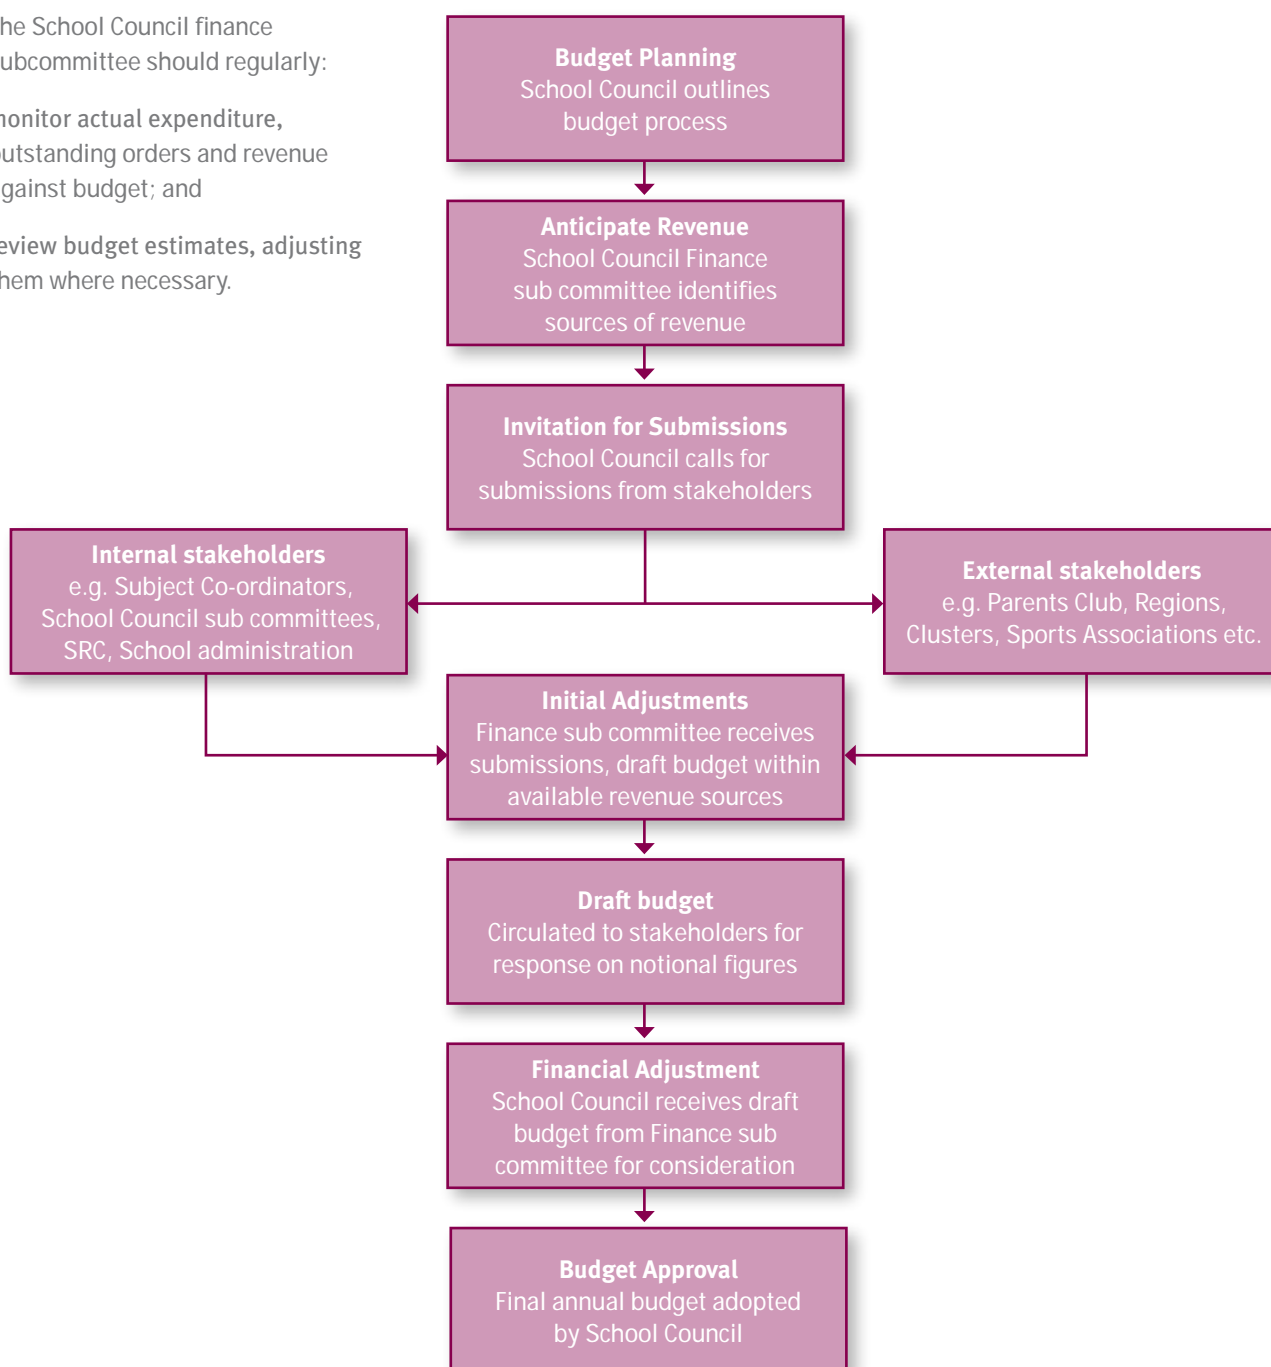 he School Council finance
ubcommittee should regularly:
onitor actual expenditure,
utstanding orders and revenue
gainst budget; and
eview budget estimates, adjusting
hem where necessary.
Budget Planning
School Council outlines
budget process
Anticipate Revenue
School Council Finance
sub committee identifies
sources of revenue
Invitation for Submissions
School Council calls for
submissions from stakeholders
Internal stakeholders
e.g. Subject Co-ordinators,
School Council sub committees,
SRC, School administration
External stakeholders
e.g. Parents Club, Regions,
Clusters, Sports Associations etc.
Initial Adjustments
Finance sub committee receives
submissions, draft budget within
available revenue sources
Draft budget
Circulated to stakeholders for
response on notional figures
Financial Adjustment
School Council receives draft
budget from Finance sub
committee for consideration
Budget Approval
Final annual budget adopted
by School Council